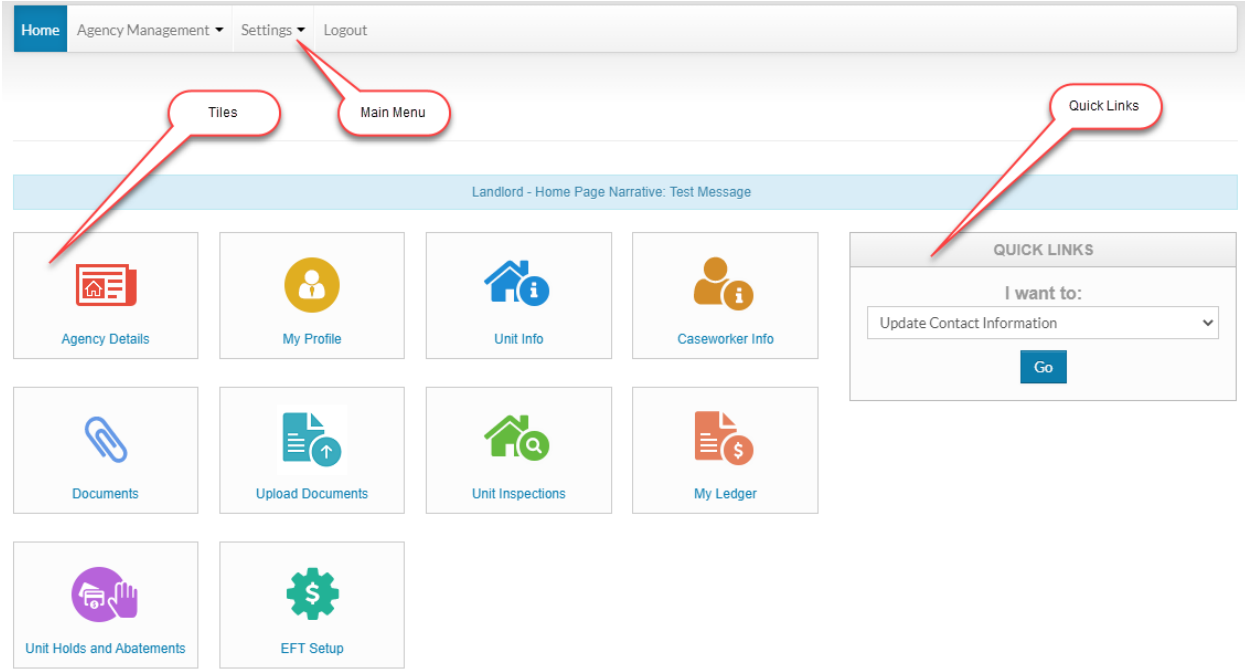 Home Agency Management Settings Logout
Tiles
Main Menu
Quick Links
Landlord - Home Page Narrative: Test Message
Agency Details
My Profile
Unit Info
Caseworker Info
QUICK LINKS
I want to:
Update Contact Information
Go
Documents
Upload Documents
Unit Inspections
My Ledger
Unit Holds and Abatements
EFT Setup